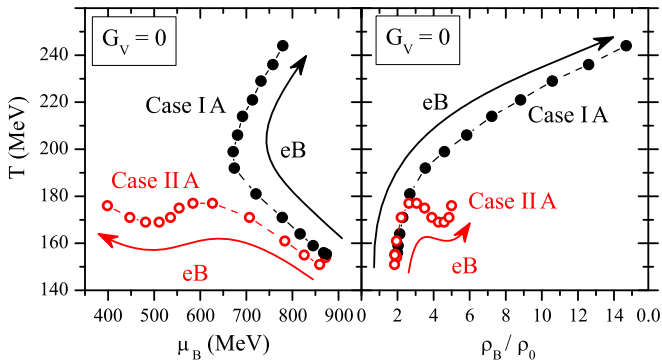 G_V = 0
G_V = 0
240
220
200
180
160
140
T (MeV)
Case I A
eB
Case II A
eB
eB
Case I A
Case II A
eB
400 500 600 700 800 900
0 2 4 6 8 10 12 14 16.0
μ_B (MeV)
ρ_B / ρ_0